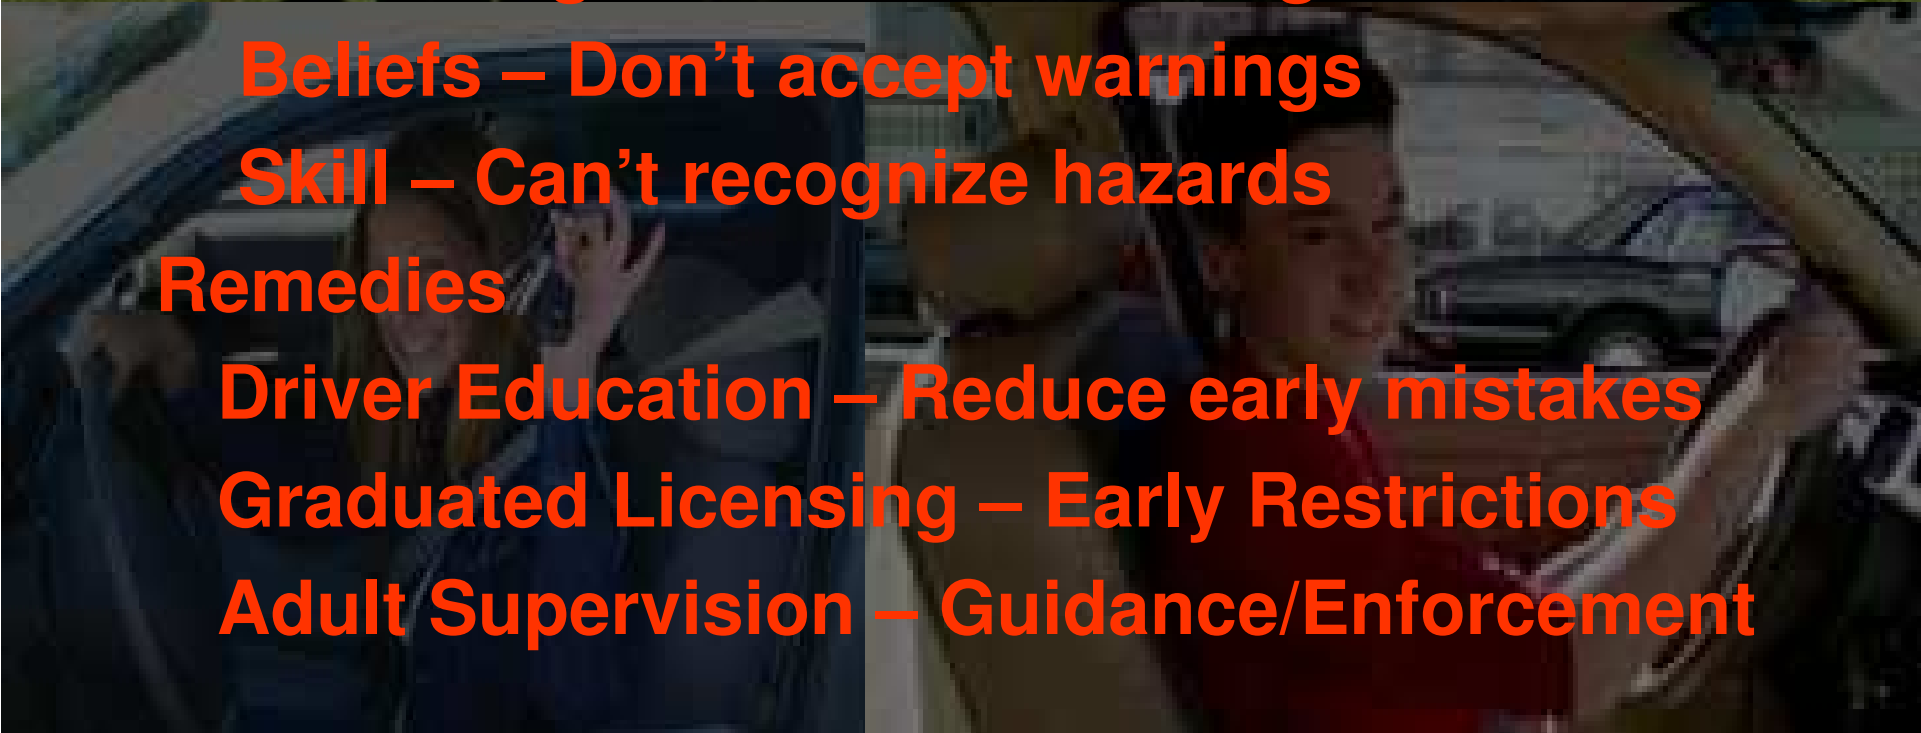 Beliefs – Don’t accept warnings
Skill – Can’t recognize hazards
Remedies
Driver Education – Reduce early mistakes
Graduated Licensing – Early Restrictions
Adult Supervision – Guidance/Enforcement